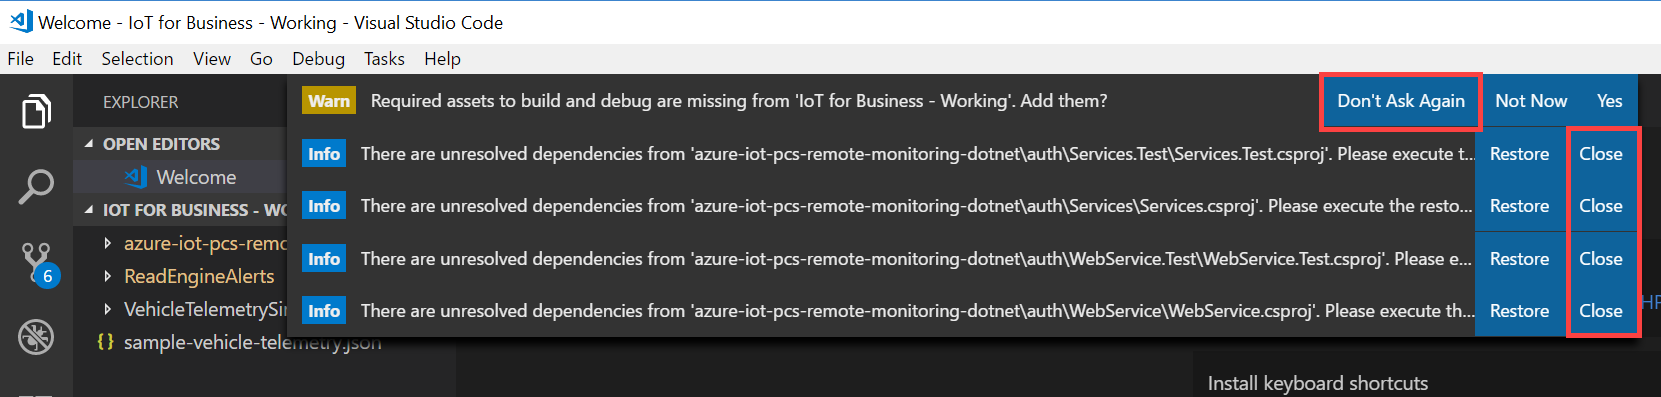 Welcome - IoT for Business - Working - Visual Studio Code
File Edit Selection View Go Debug Tasks Help
EXPLORER
Warn Required assets to build and debug are missing from 'IoT for Business - Working'. Add them? Don't Ask Again Not Now Yes
OPEN EDITORS
Info There are unresolved dependencies from 'azure-iot-pcs-remote-monitoring-dotnet\auth\Services.Test\Services.Test.csproj'. Please execute t... Restore Close
Welcome
Info There are unresolved dependencies from 'azure-iot-pcs-remote-monitoring-dotnet\auth\Services\Services.csproj'. Please execute the resto... Restore Close
IOT FOR BUSINESS - WO
azure-iot-pcs-remo
Info There are unresolved dependencies from 'azure-iot-pcs-remote-monitoring-dotnet\auth\WebService.Test\WebService.Test.csproj'. Please e... Restore Close
6
ReadEngineAlerts
VehicleTelemetrySi
Info There are unresolved dependencies from 'azure-iot-pcs-remote-monitoring-dotnet\auth\WebService\WebService.csproj'. Please execute th... Restore Close
{} sample-vehicle-telemetry.json
Install keyboard shortcuts